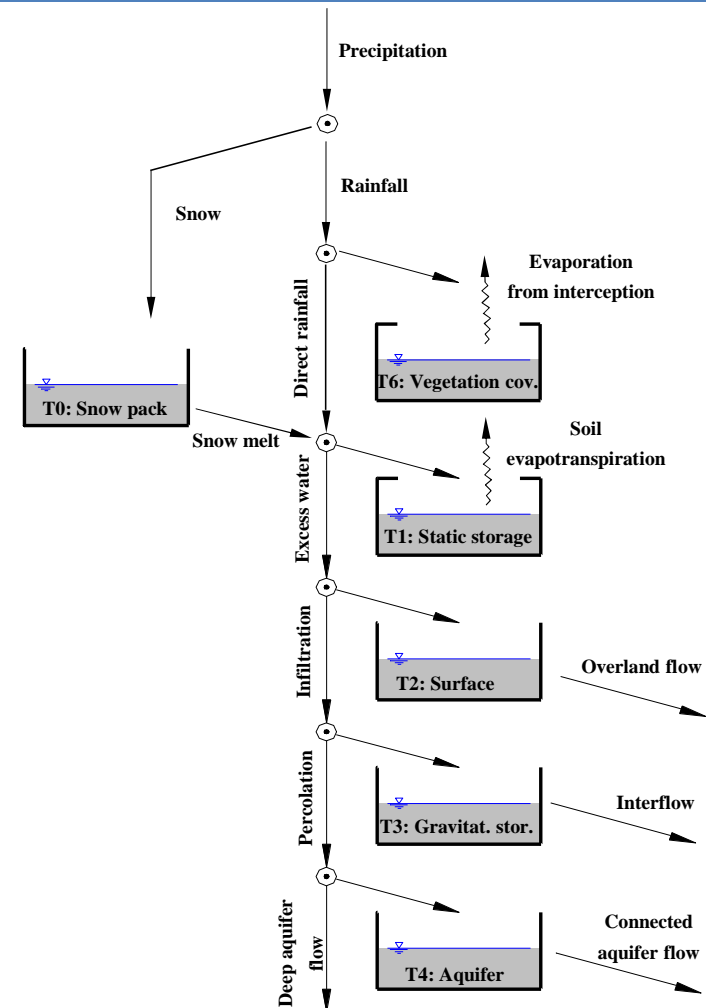 Precipitation
Rainfall
Snow
Evaporation
from interception
Direct rainfall
T6: Vegetation cov.
T0: Snow pack
Snow melt
Soil
evapotranspiration
Excess water
T1: Static storage
Infiltration
Overland flow
T2: Surface
Percolation
Interflow
T3: Gravitat. stor.
Deep aquifer
flow
Connected
aquifer flow
T4: Aquifer